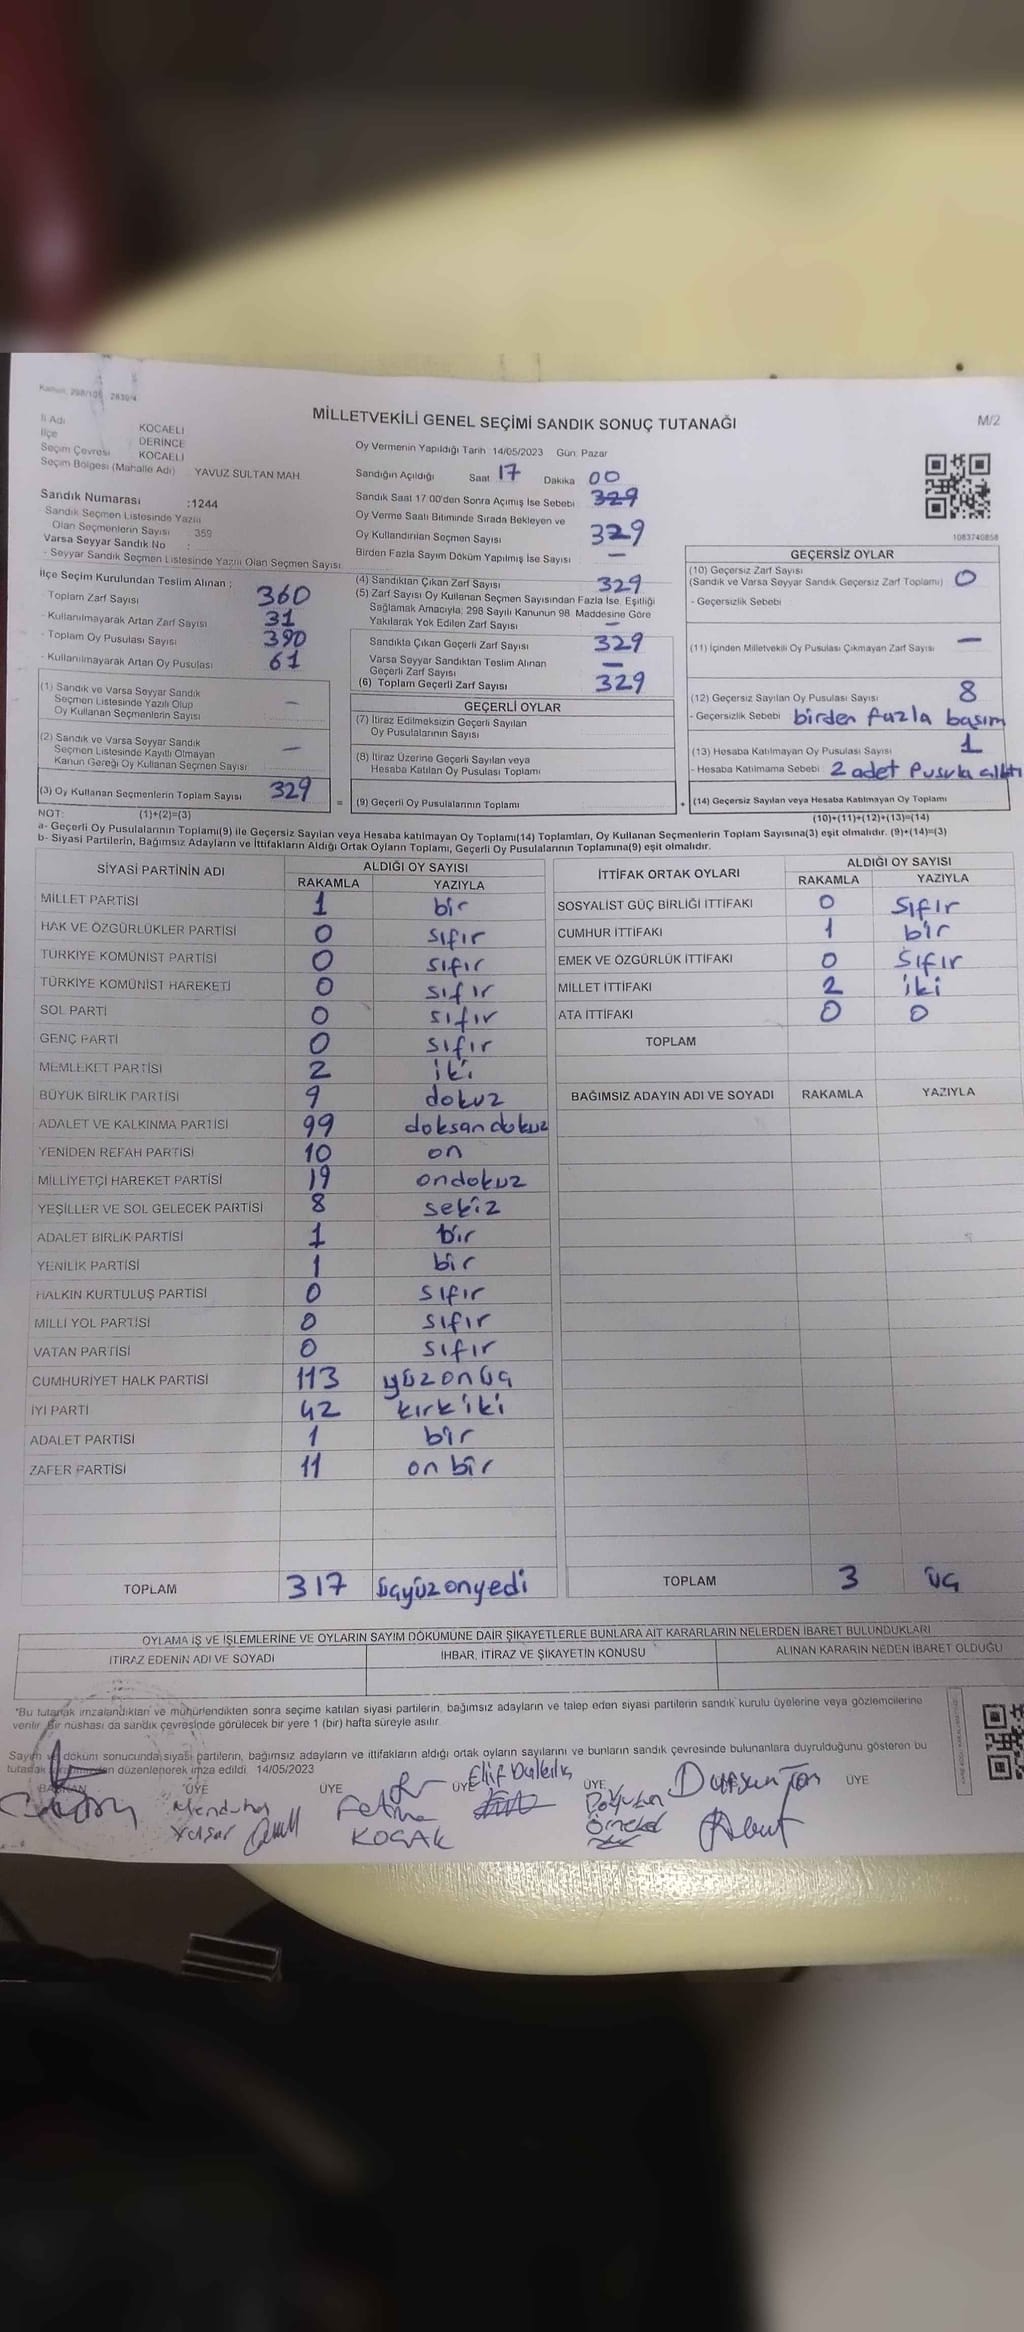 Kanun: 298/105 2839/4
MİLLETVEKİLİ GENEL SEÇİMİ SANDIK SONUÇ TUTANAĞI
M/2
İl Adı KOCAELİ
İlçe DERİNCE
Seçim Çevresi KOCAELİ
Seçim Bölgesi (Mahalle Adı) YAVUZ SULTAN MAH.
Oy Vermenin Yapıldığı Tarih 14/05/2023 Gün: Pazar
Sandığın Açıldığı Saat 17 Dakika 00
Sandık Saat 17.00'den Sonra Açımış İse Sebebi 329
Oy Verme Saati Bitiminde Sırada Bekleyen ve
Oy Kullandırılan Seçmen Sayısı 329
Birden Fazla Sayım Döküm Yapılmış İse Sayısı —
Sandık Numarası :1244
Sandık Seçmen Listesinde Yazılı
Olan Seçmenlerin Sayısı : 359
Varsa Seyyar Sandık No :
- Seyyar Sandık Seçmen Listesinde Yazılı Olan Seçmen Sayısı
1083740858
İlçe Seçim Kurulundan Teslim Alınan ;
- Toplam Zarf Sayısı 360
- Kullanılmayarak Artan Zarf Sayısı 31
- Toplam Oy Pusulası Sayısı 390
- Kullanılmayarak Artan Oy Pusulası 61
(1) Sandık ve Varsa Seyyar Sandık
Seçmen Listesinde Yazılı Olup
Oy Kullanan Seçmenlerin Sayısı —
(2) Sandık ve Varsa Seyyar Sandık
Seçmen Listesinde Kayıtlı Olmayan
Kanun Gereği Oy Kullanan Seçmen Sayısı —
(3) Oy Kullanan Seçmenlerin Toplam Sayısı 329
(4) Sandıktan Çıkan Zarf Sayısı 329
(5) Zarf Sayısı Oy Kullanan Seçmen Sayısından Fazla İse, Eşitliği
Sağlamak Amacıyla; 298 Sayılı Kanunun 98. Maddesine Göre
Yakılarak Yok Edilen Zarf Sayısı —
Sandıkta Çıkan Geçerli Zarf Sayısı 329
Varsa Seyyar Sandıktan Teslim Alınan
Geçerli Zarf Sayısı —
(6) Toplam Geçerli Zarf Sayısı 329
GEÇERLİ OYLAR
(7) İtiraz Edilmeksizin Geçerli Sayılan
Oy Pusulalarının Sayısı
(8) İtiraz Üzerine Geçerli Sayılan veya
Hesaba Katılan Oy Pusulası Toplamı
= (9) Geçerli Oy Pusulalarının Toplamı
GEÇERSİZ OYLAR
(10) Geçersiz Zarf Sayısı
(Sandık ve Varsa Seyyar Sandık Geçersiz Zarf Toplamı) 0
- Geçersizlik Sebebi
(11) İçinden Milletvekili Oy Pusulası Çıkmayan Zarf Sayısı —
(12) Geçersiz Sayılan Oy Pusulası Sayısı 8
- Geçersizlik Sebebi birden fazla basım
(13) Hesaba Katılmayan Oy Pusulası Sayısı 1
- Hesaba Katılmama Sebebi 2 adet pusula çıktı
+ (14) Geçersiz Sayılan veya Hesaba Katılmayan Oy Toplamı
NOT: (1)+(2)=(3)
(10)+(11)+(12)+(13)=(14)
a- Geçerli Oy Pusulalarının Toplamı(9) ile Geçersiz Sayılan veya Hesaba katılmayan Oy Toplamı(14) Toplamları, Oy Kullanan Seçmenlerin Toplam Sayısına(3) eşit olmalıdır. (9)+(14)=(3)
b- Siyasi Partilerin, Bağımsız Adayların ve İttifakların Aldığı Ortak Oyların Toplamı, Geçerli Oy Pusulalarının Toplamına(9) eşit olmalıdır.
SİYASİ PARTİNİN ADI ALDIĞI OY SAYISI
RAKAMLA YAZIYLA
MİLLET PARTİSİ 1 bir
HAK VE ÖZGÜRLÜKLER PARTİSİ 0 sıfır
TÜRKİYE KOMÜNİST PARTİSİ 0 sıfır
TÜRKİYE KOMÜNİST HAREKETİ 0 sıfır
SOL PARTİ 0 sıfır
GENÇ PARTİ 0 sıfır
MEMLEKET PARTİSİ 2 iki
BÜYÜK BİRLİK PARTİSİ 9 dokuz
ADALET VE KALKINMA PARTİSİ 99 doksandokuz
YENİDEN REFAH PARTİSİ 10 on
MİLLİYETÇİ HAREKET PARTİSİ 19 ondokuz
YEŞİLLER VE SOL GELECEK PARTİSİ 8 sekiz
ADALET BİRLİK PARTİSİ 1 bir
YENİLİK PARTİSİ 1 bir
HALKIN KURTULUŞ PARTİSİ 0 sıfır
MİLLİ YOL PARTİSİ 0 sıfır
VATAN PARTİSİ 0 sıfır
CUMHURİYET HALK PARTİSİ 113 yüzonüç
İYİ PARTİ 42 kırkiki
ADALET PARTİSİ 1 bir
ZAFER PARTİSİ 11 on bir
TOPLAM 317 üçyüzonyedi
İTTİFAK ORTAK OYLARI ALDIĞI OY SAYISI
RAKAMLA YAZIYLA
SOSYALİST GÜÇ BİRLİĞİ İTTİFAKI 0 sıfır
CUMHUR İTTİFAKI 1 bir
EMEK VE ÖZGÜRLÜK İTTİFAKI 0 sıfır
MİLLET İTTİFAKI 2 iki
ATA İTTİFAKI 0 0
TOPLAM
BAĞIMSIZ ADAYIN ADI VE SOYADI RAKAMLA YAZIYLA
TOPLAM 3 üç
OYLAMA İŞ VE İŞLEMLERİNE VE OYLARIN SAYIM DÖKÜMÜNE DAİR ŞİKAYETLERLE BUNLARA AİT KARARLARIN NELERDEN İBARET BULUNDUKLARI
İTİRAZ EDENİN ADI VE SOYADI İHBAR, İTİRAZ VE ŞİKAYETİN KONUSU ALINAN KARARIN NEDEN İBARET OLDUĞU
*Bu tutanak imzalandıktan ve mühürlendikten sonra seçime katılan siyasi partilerin, bağımsız adayların ve talep eden siyasi partilerin sandık kurulu üyelerine veya gözlemcilerine
verilir. Bir nüshası da sandık çevresinde görülecek bir yere 1 (bir) hafta süreyle asılır.
Sayım ve döküm sonucunda siyasi partilerin, bağımsız adayların ve ittifakların aldığı ortak oyların sayılarını ve bunların sandık çevresinde bulunanlara duyrulduğunu gösteren bu
tutanak düzenlenerek imza edildi. 14/05/2023
BAŞKAN ÜYE ÜYE ÜYE ÜYE ÜYE
Elif Dursun
Fatma
KOÇAK